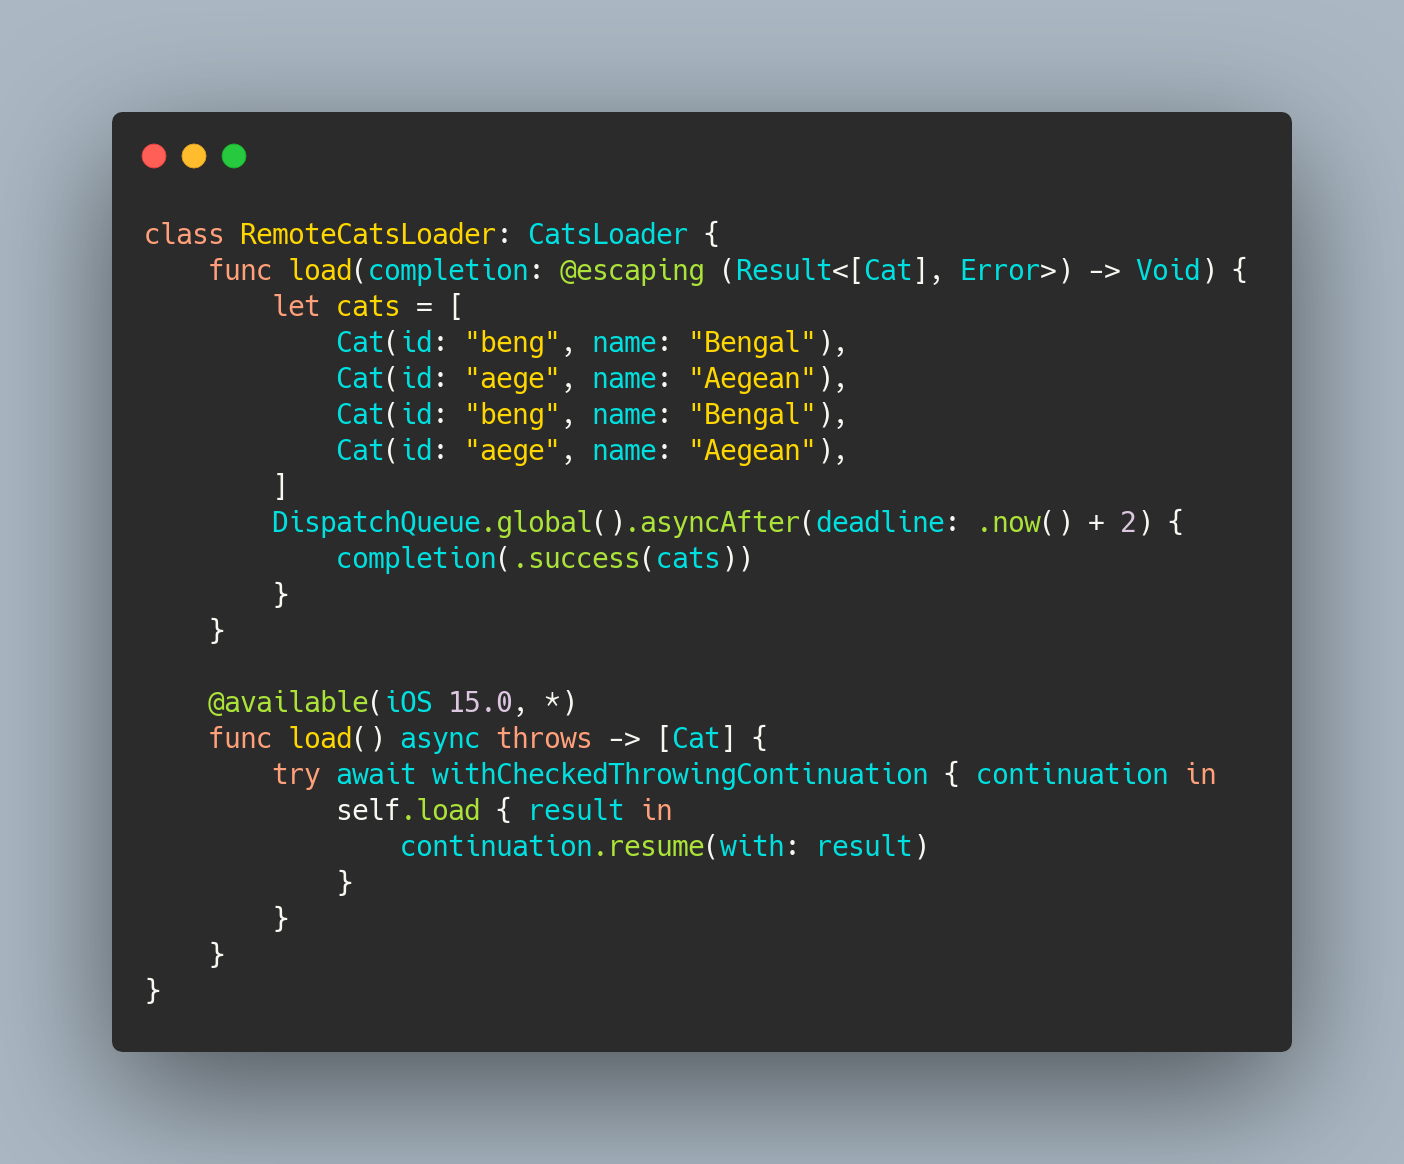 class RemoteCatsLoader: CatsLoader {
    func load(completion: @escaping (Result<[Cat], Error>) -> Void) {
        let cats = [
            Cat(id: "beng", name: "Bengal"),
            Cat(id: "aege", name: "Aegean"),
            Cat(id: "beng", name: "Bengal"),
            Cat(id: "aege", name: "Aegean"),
        ]
        DispatchQueue.global().asyncAfter(deadline: .now() + 2) {
            completion(.success(cats))
        }
    }

    @available(iOS 15.0, *)
    func load() async throws -> [Cat] {
        try await withCheckedThrowingContinuation { continuation in
            self.load { result in
                continuation.resume(with: result)
            }
        }
    }
}